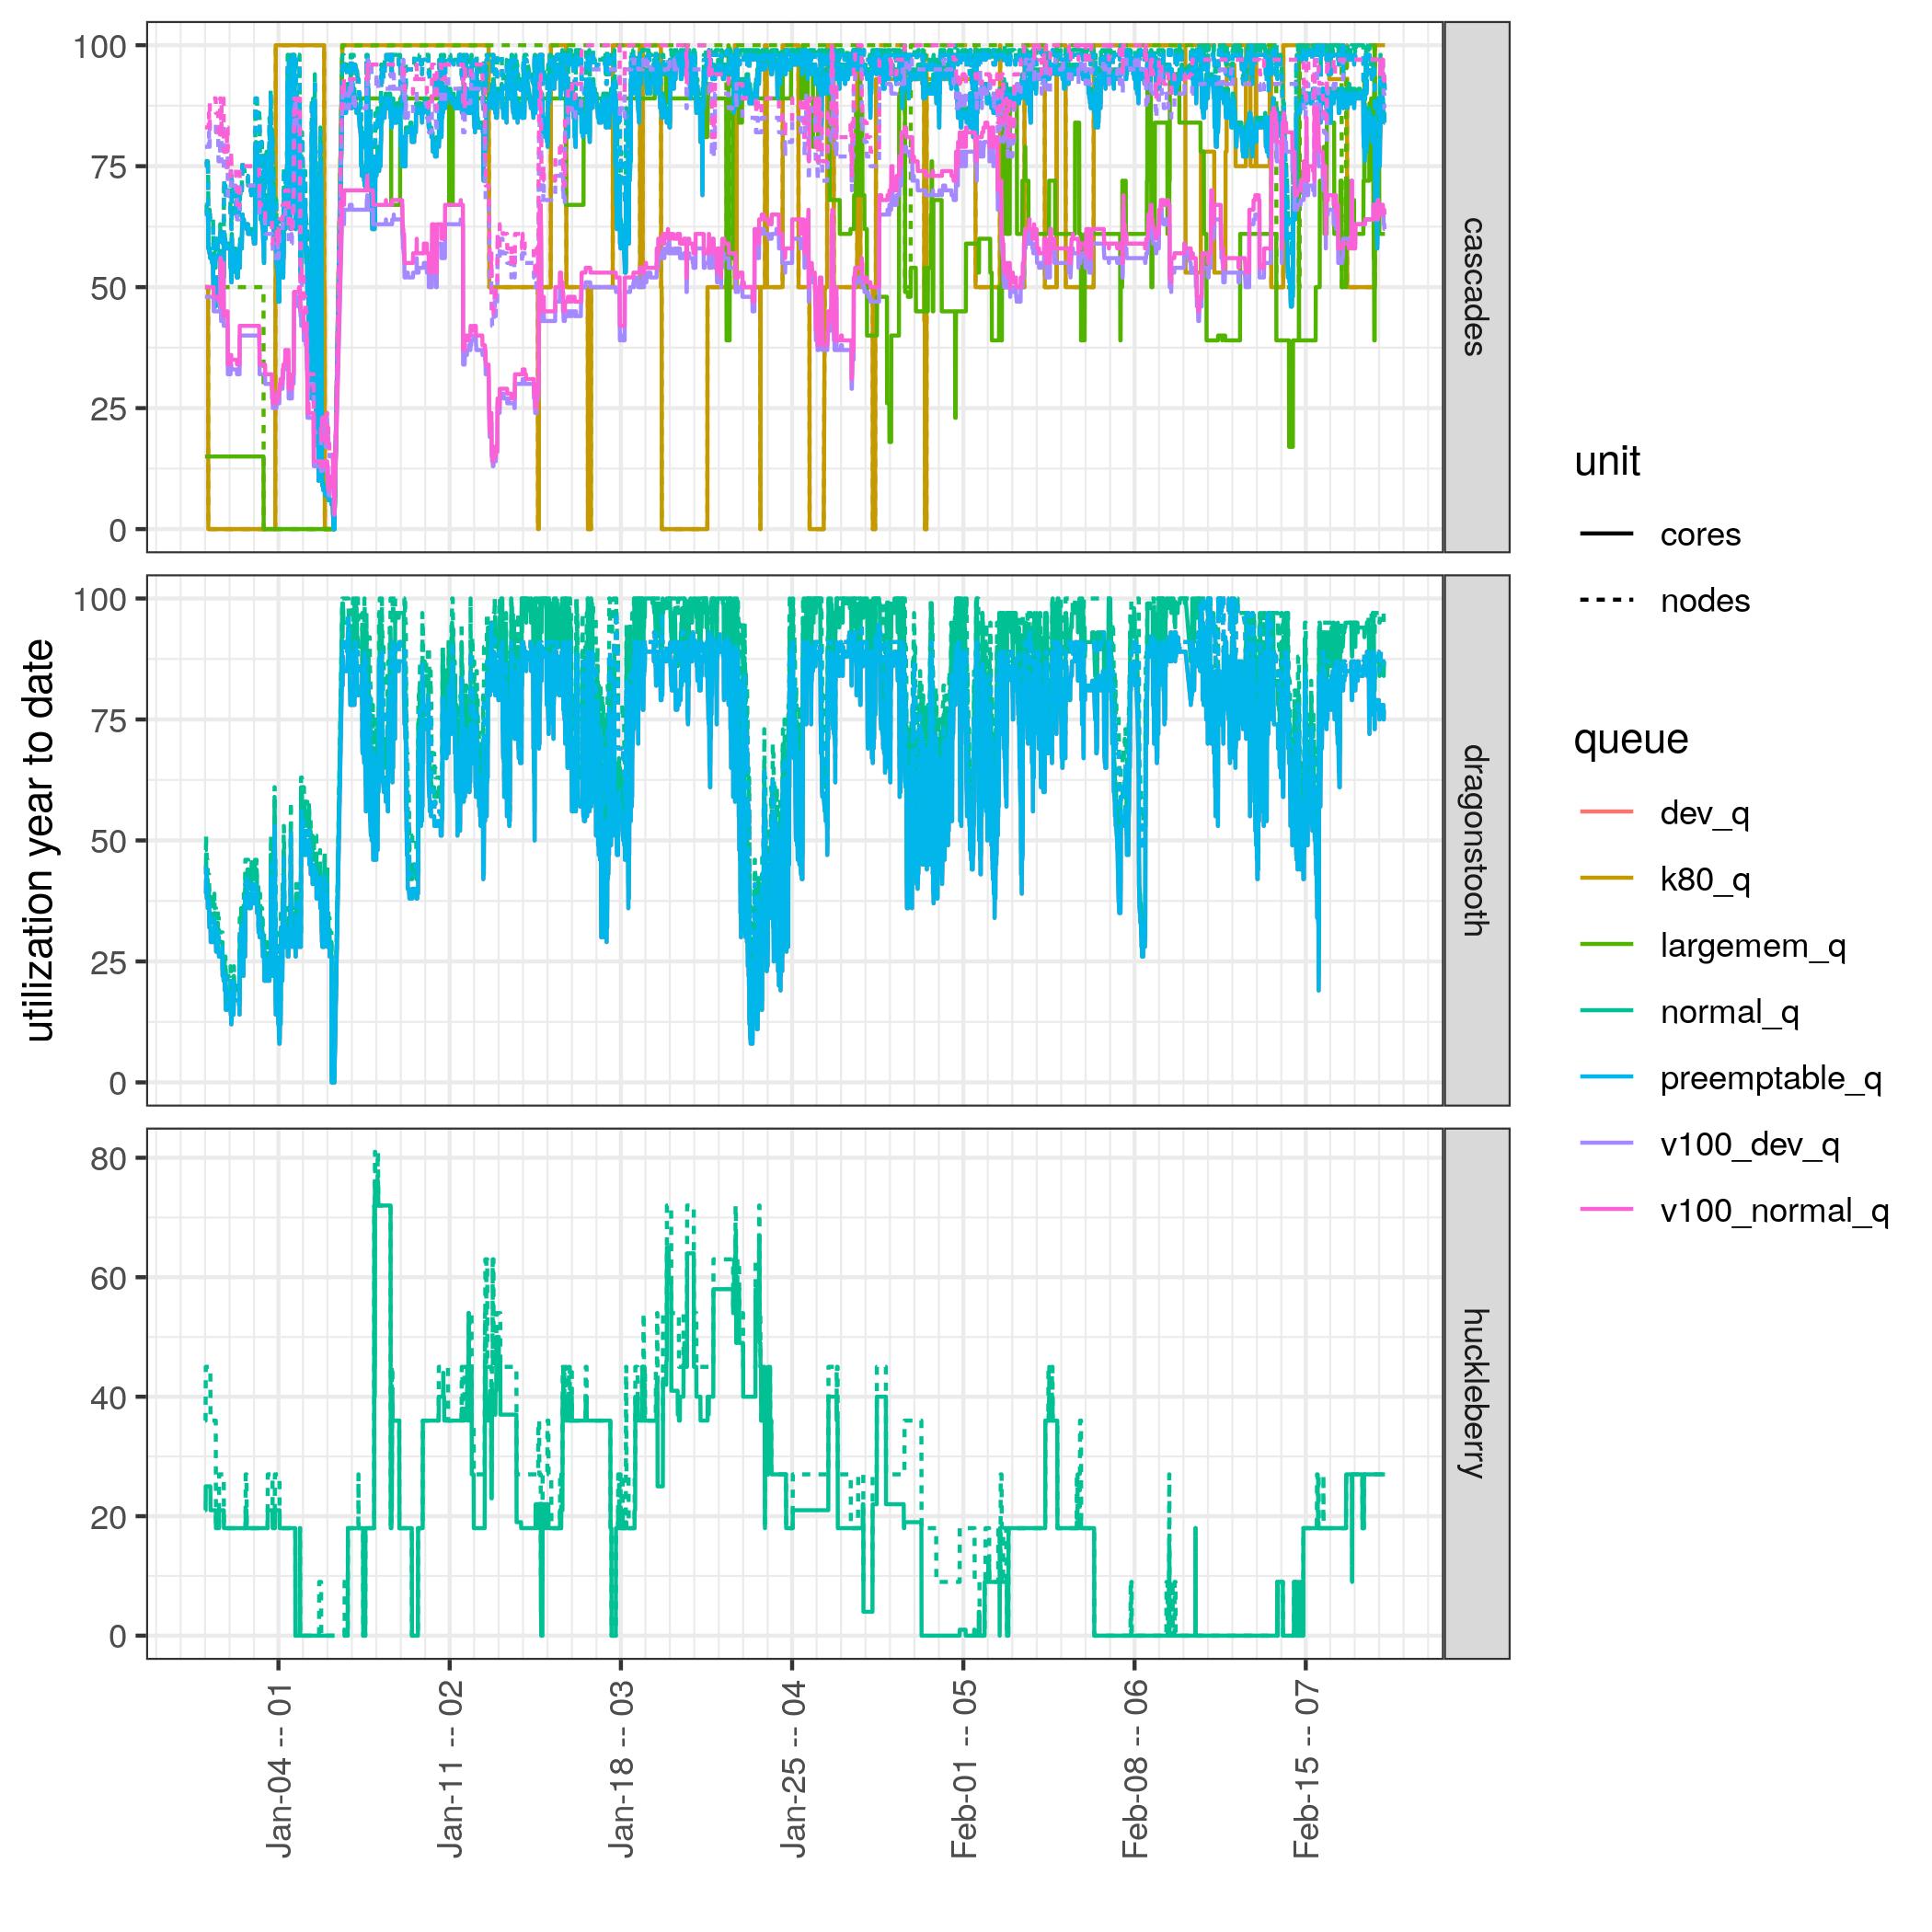 utilization year to date
100
75
50
25
0
cascades
100
75
50
25
0
dragonstooth
80
60
40
20
0
huckleberry
Jan-04 -- 01
Jan-11 -- 02
Jan-18 -- 03
Jan-25 -- 04
Feb-01 -- 05
Feb-08 -- 06
Feb-15 -- 07
unit
cores
nodes
queue
dev_q
k80_q
largemem_q
normal_q
preemptable_q
v100_dev_q
v100_normal_q